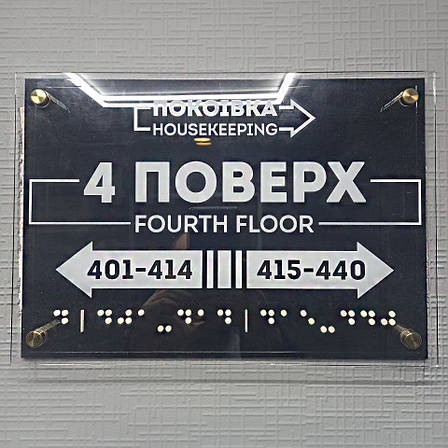 ПОКОЇВКА
HOUSEKEEPING
4 ПОВЕРХ
FOURTH FLOOR
401-414 415-440